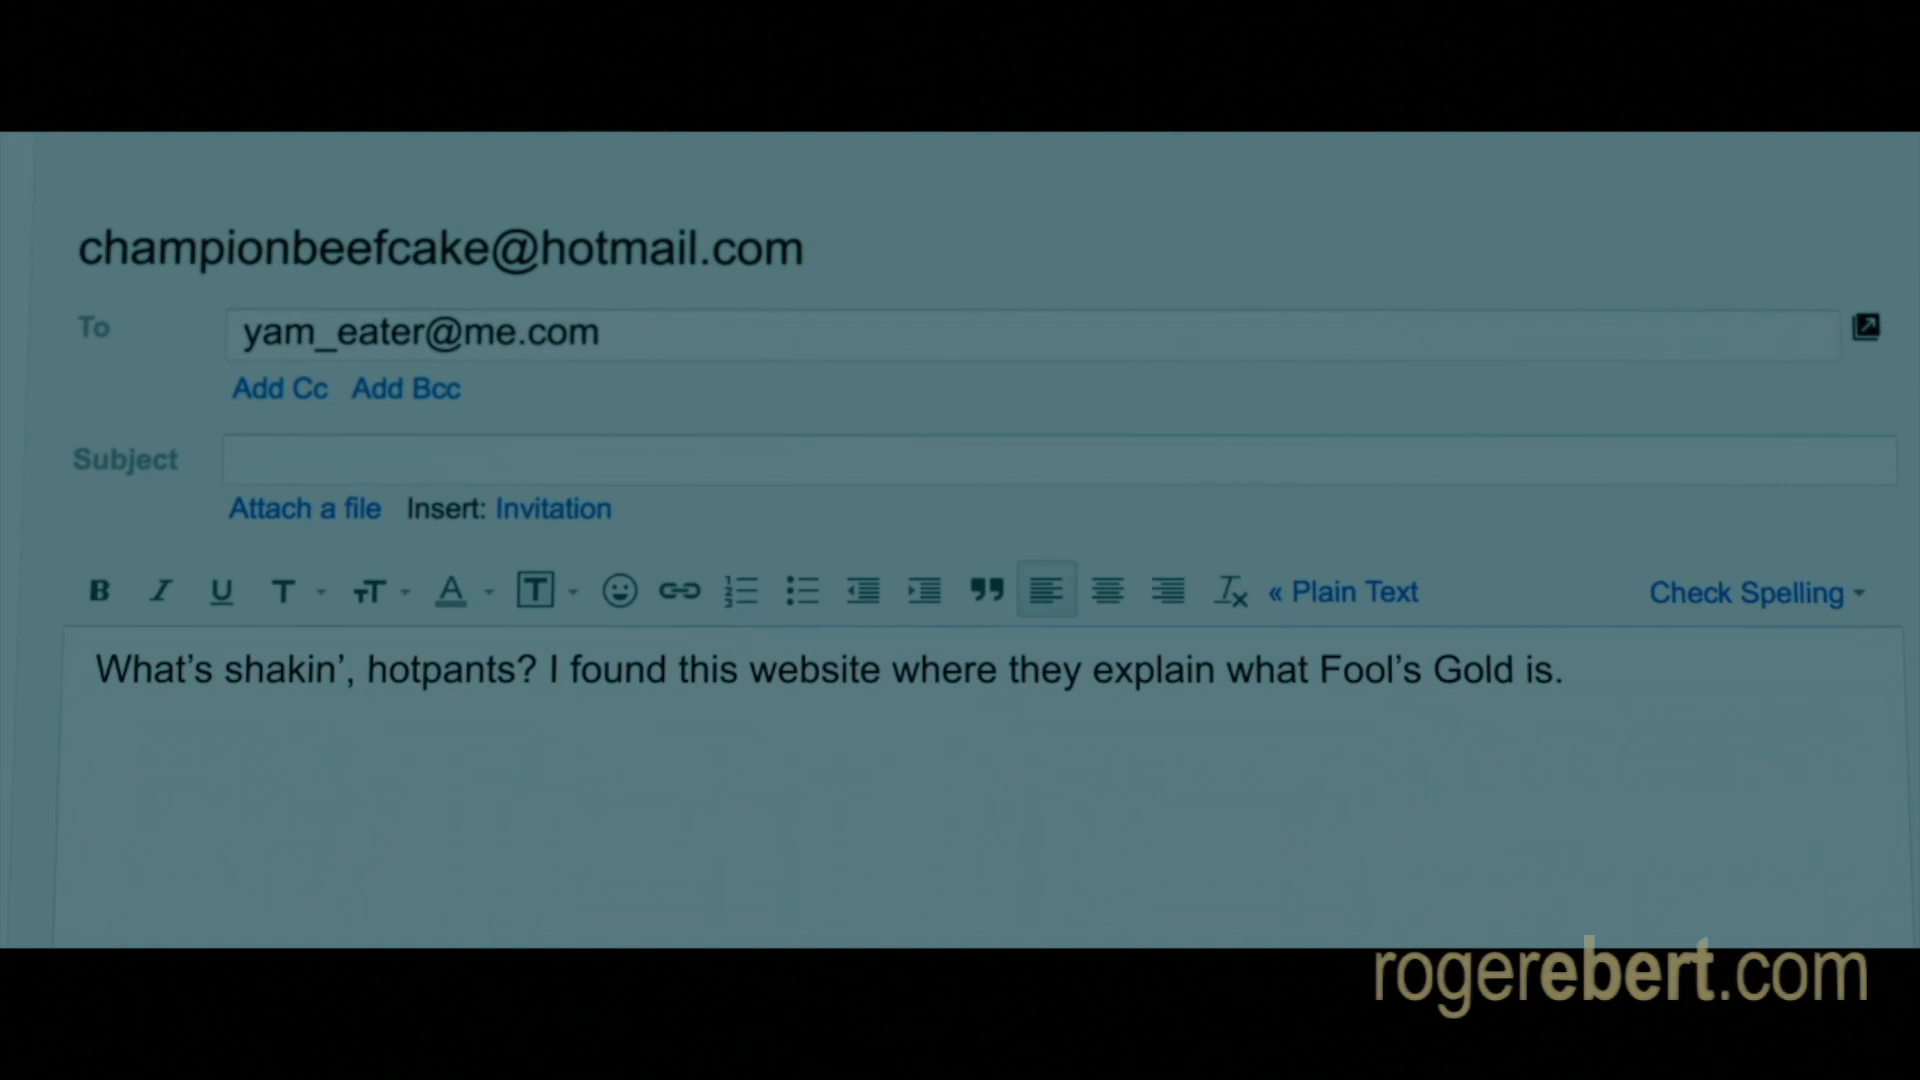 championbeefcake@hotmail.com
To yam_eater@me.com
Add Cc Add Bcc
Subject
Attach a file Insert: Invitation
B I U T TT A T « Plain Text Check Spelling
What’s shakin’, hotpants? I found this website where they explain what Fool’s Gold is.
rogerebert.com